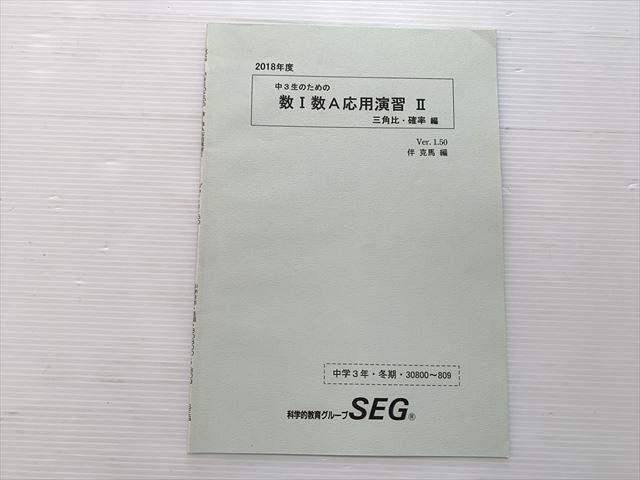 2018年度
中3生のための
数Ⅰ数A応用演習 Ⅱ
三角比・確率 編
Ver. 1.50
伴 克馬 編
中学3年・冬期・30800~809
科学的教育グループ SEG®